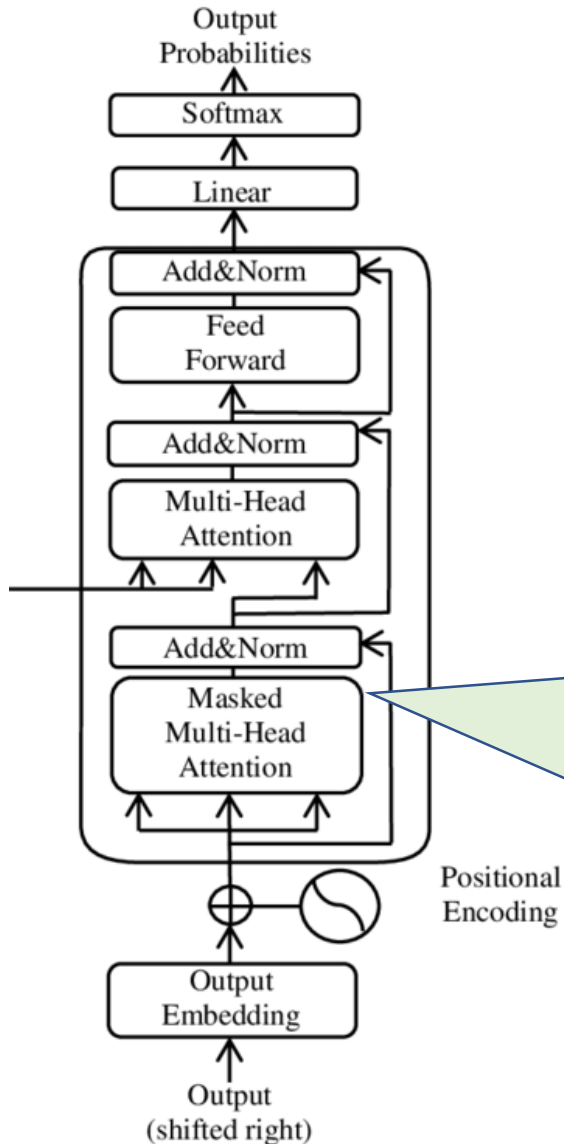 Output
Probabilities
Softmax
Linear
Add&Norm
Feed
Forward
Add&Norm
Multi-Head
Attention
Add&Norm
Masked
Multi-Head
Attention
Positional
Encoding
Output
Embedding
Output
(shifted right)